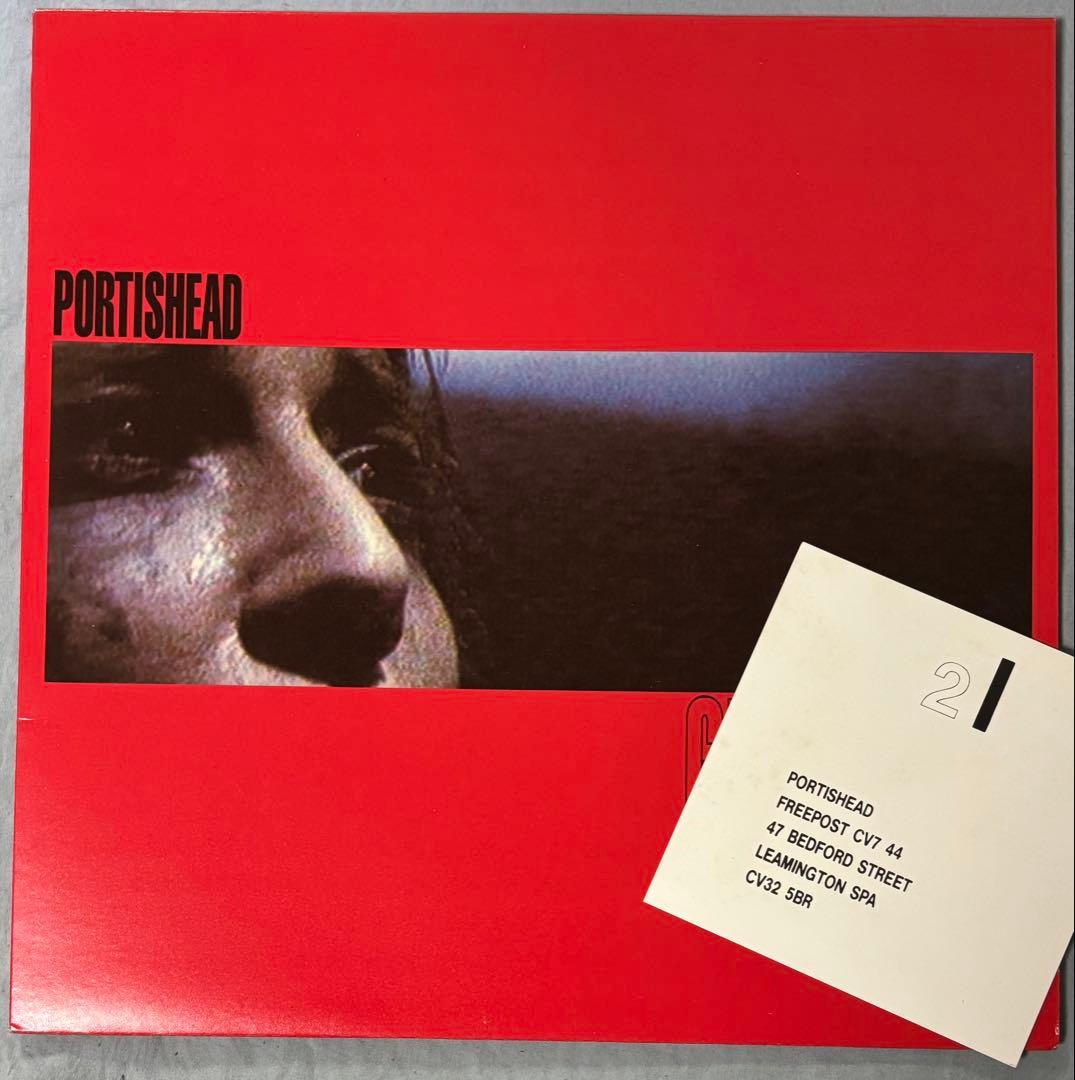 PORTISHEAD
2
PORTISHEAD
FREEPOST CV7 44
47 BEDFORD STREET
LEAMINGTON SPA
CV32 5BR